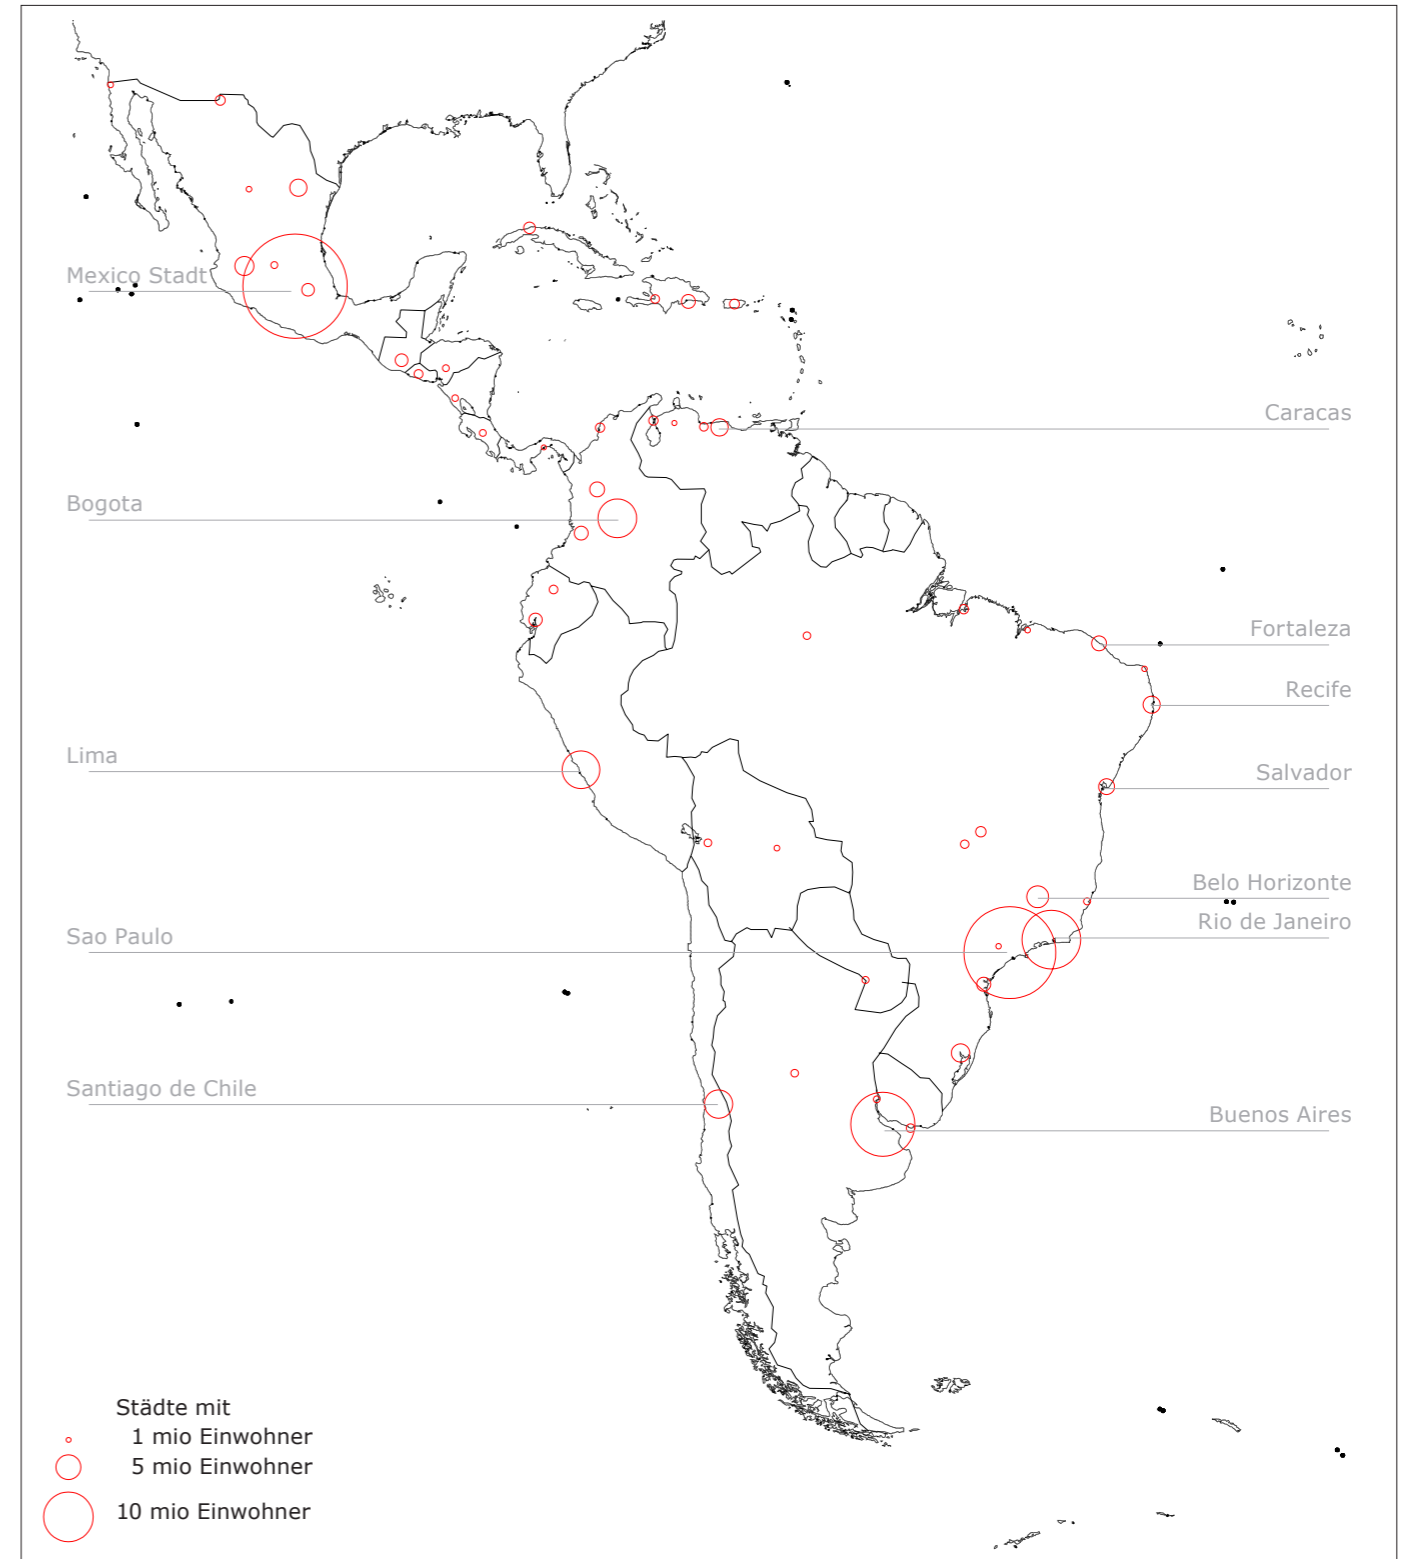 Mexico Stadt
Caracas
Bogota
Fortaleza
Recife
Lima
Salvador
Belo Horizonte
Rio de Janeiro
Sao Paulo
Santiago de Chile
Buenos Aires
Städte mit
1 mio Einwohner
5 mio Einwohner
10 mio Einwohner